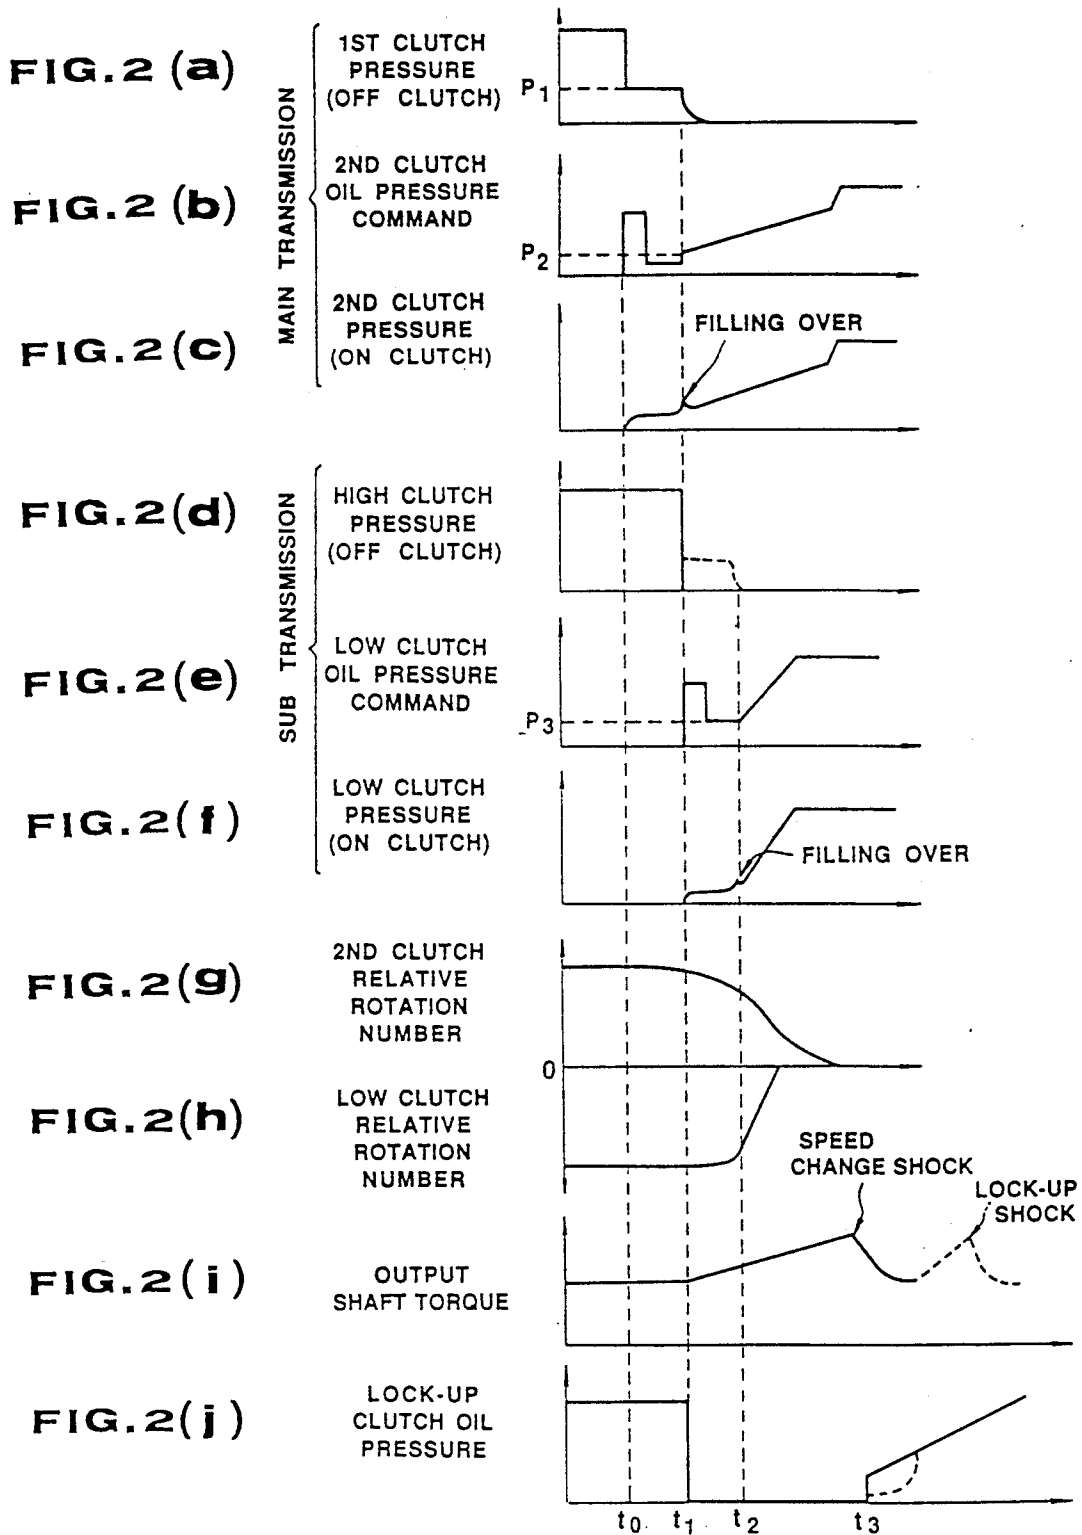 FIG.2 (a)
1ST CLUTCH
PRESSURE
(OFF CLUTCH)
P1
MAIN TRANSMISSION
FIG.2 (b)
2ND CLUTCH
OIL PRESSURE
COMMAND
P2
FIG.2(c)
2ND CLUTCH
PRESSURE
(ON CLUTCH)
FILLING OVER
FIG.2(d)
HIGH CLUTCH
PRESSURE
(OFF CLUTCH)
SUB TRANSMISSION
FIG.2(e)
LOW CLUTCH
OIL PRESSURE
COMMAND
P3
FIG.2(f)
LOW CLUTCH
PRESSURE
(ON CLUTCH)
FILLING OVER
FIG.2(g)
2ND CLUTCH
RELATIVE
ROTATION
NUMBER
0
FIG.2(h)
LOW CLUTCH
RELATIVE
ROTATION
NUMBER
SPEED
CHANGE SHOCK
LOCK-UP
SHOCK
FIG.2(i)
OUTPUT
SHAFT TORQUE
FIG.2(j)
LOCK-UP
CLUTCH OIL
PRESSURE
t0 t1 t2 t3